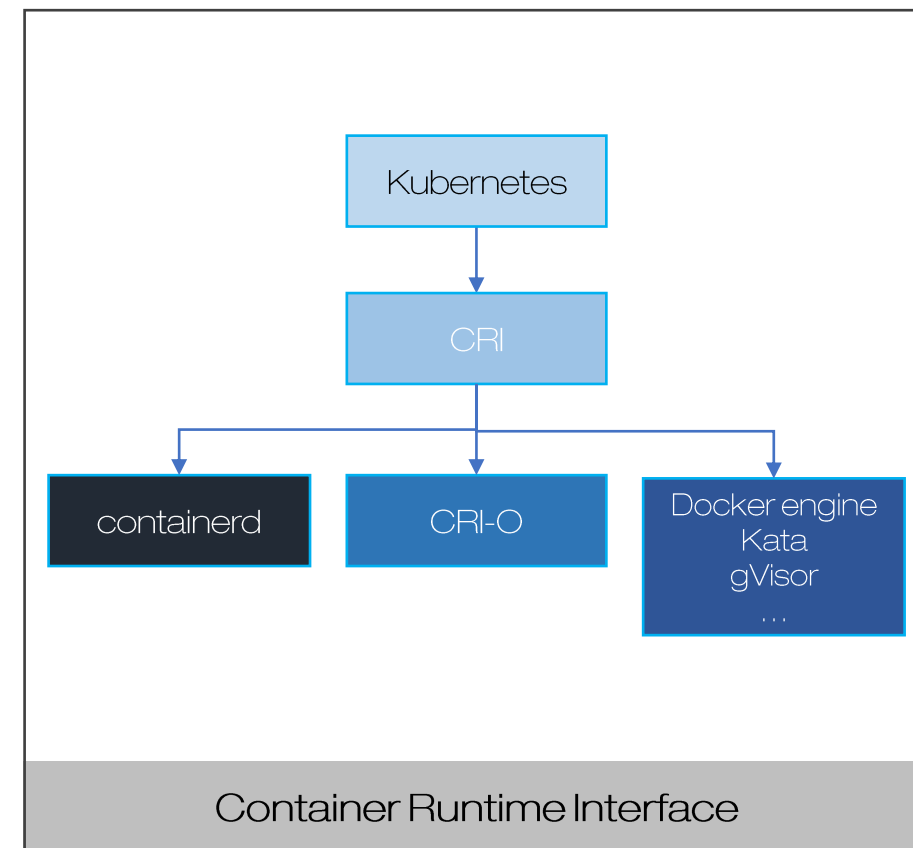 Kubernetes
CRI
containerd
CRI-O
Docker engine
Kata
gVisor
...
Container Runtime Interface